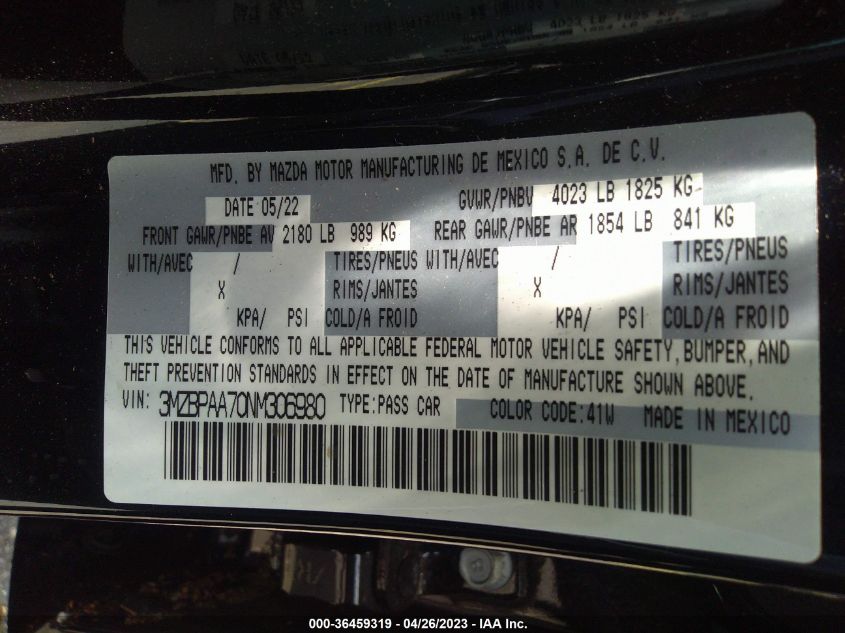 4023 LB 1825 KG
MFD. BY MAZDA MOTOR MANUFACTURING DE MEXICO S.A. DE C.V.
DATE 05/22 GVWR/PNBV 4023 LB 1825 KG
FRONT GAWR/PNBE AV 2180 LB 989 KG REAR GAWR/PNBE AR 1854 LB 841 KG
WITH/AVEC / TIRES/PNEUS WITH/AVEC / TIRES/PNEUS
X RIMS/JANTES X RIMS/JANTES
KPA/ PSI COLD/A FROID KPA/ PSI COLD/A FROID
THIS VEHICLE CONFORMS TO ALL APPLICABLE FEDERAL MOTOR VEHICLE SAFETY, BUMPER, AND
THEFT PREVENTION STANDARDS IN EFFECT ON THE DATE OF MANUFACTURE SHOWN ABOVE.
VIN: 3MZBPAA70NM306980 TYPE:PASS CAR COLOR CODE:41W MADE IN MEXICO
000-36459319 - 04/26/2023 - IAA Inc.